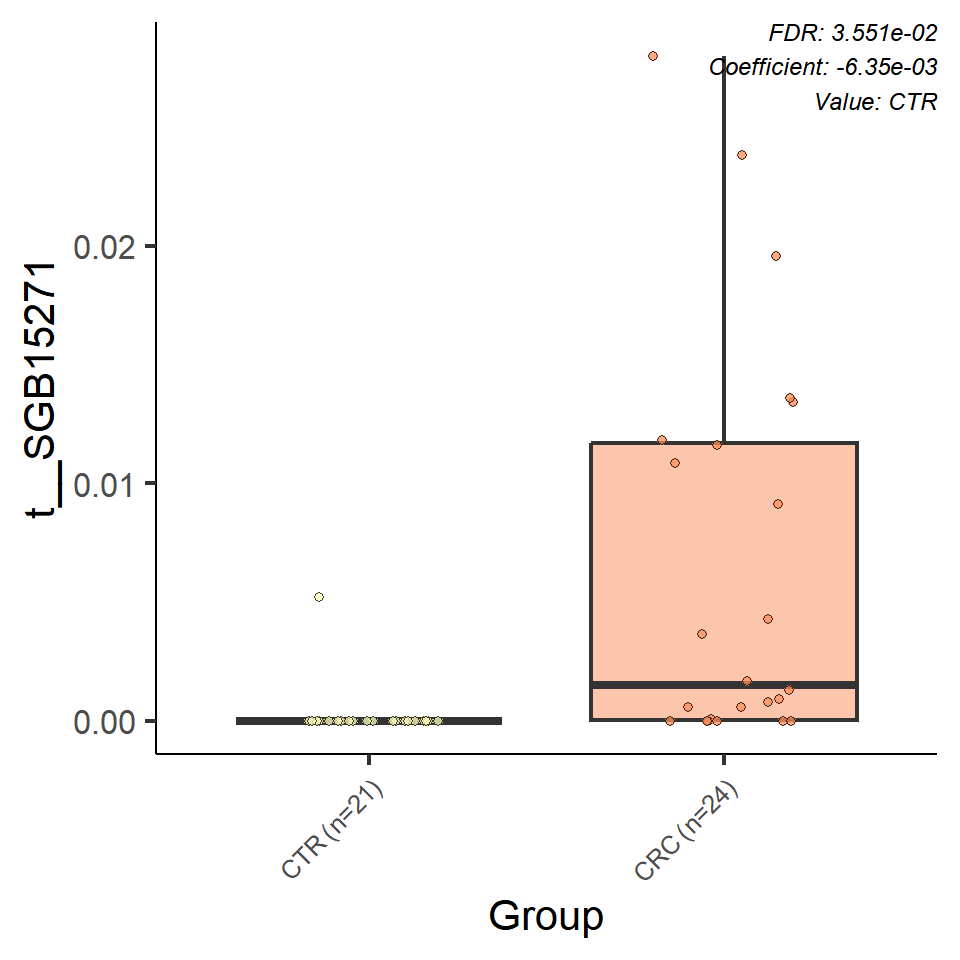 FDR: 3.551e-02
Coefficient: -6.35e-03
Value: CTR
t__SGB15271
0.02
0.01
0.00
CTR (n=21)
CRC (n=24)
Group